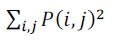 ∑ᵢ,ⱼ P(i, j)²